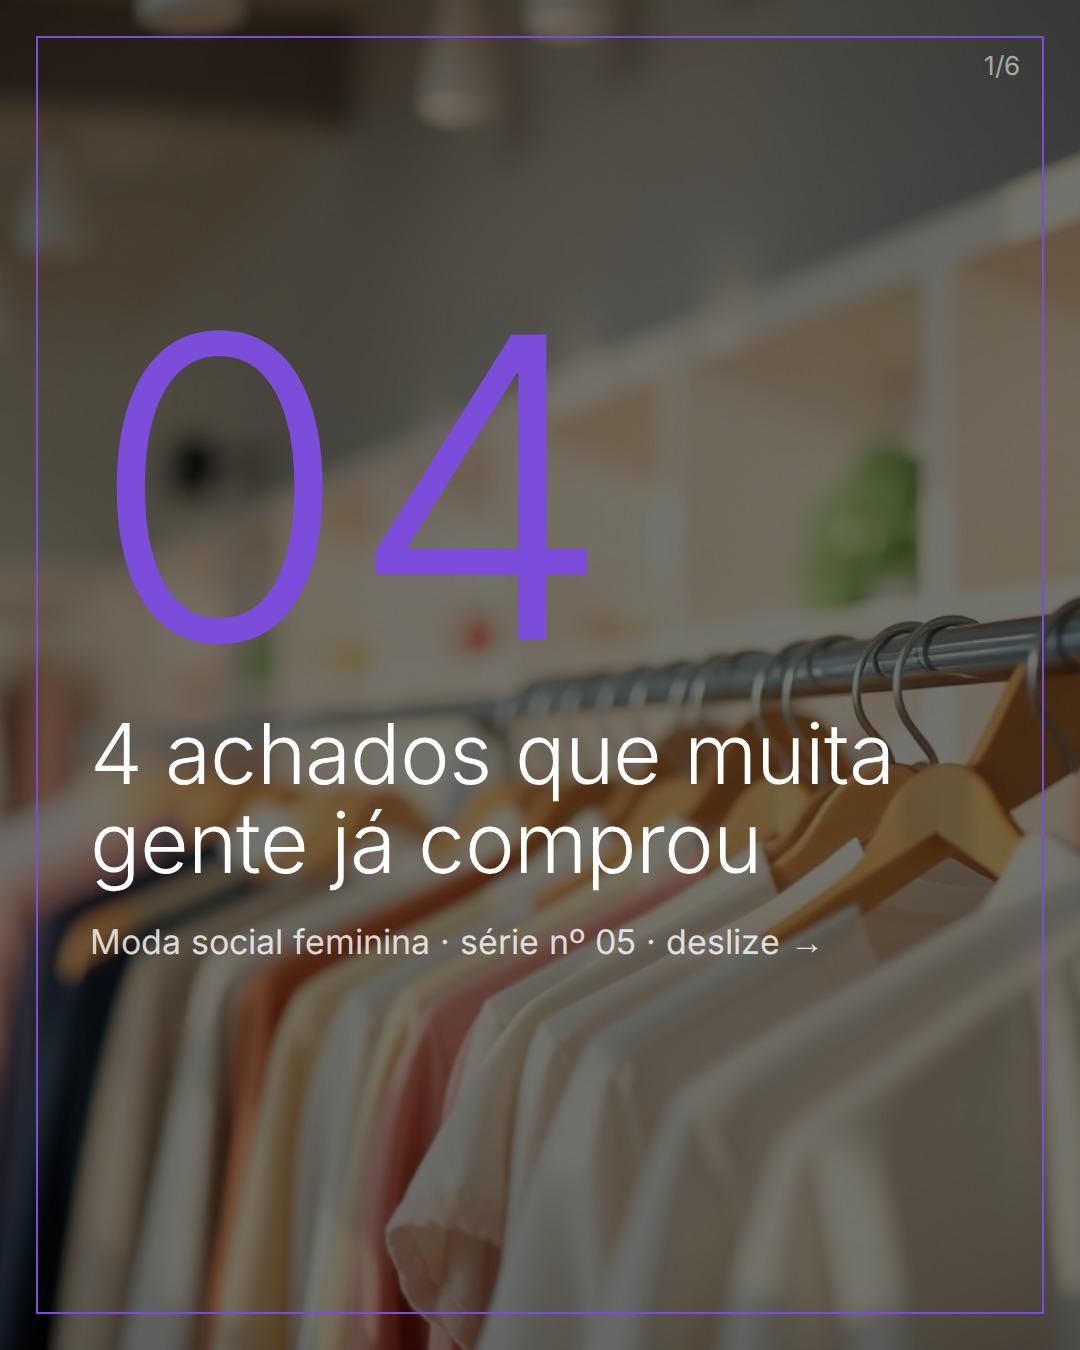 1/6
04
4 achados que muita
gente já comprou
Moda social feminina · série nº 05 · deslize →